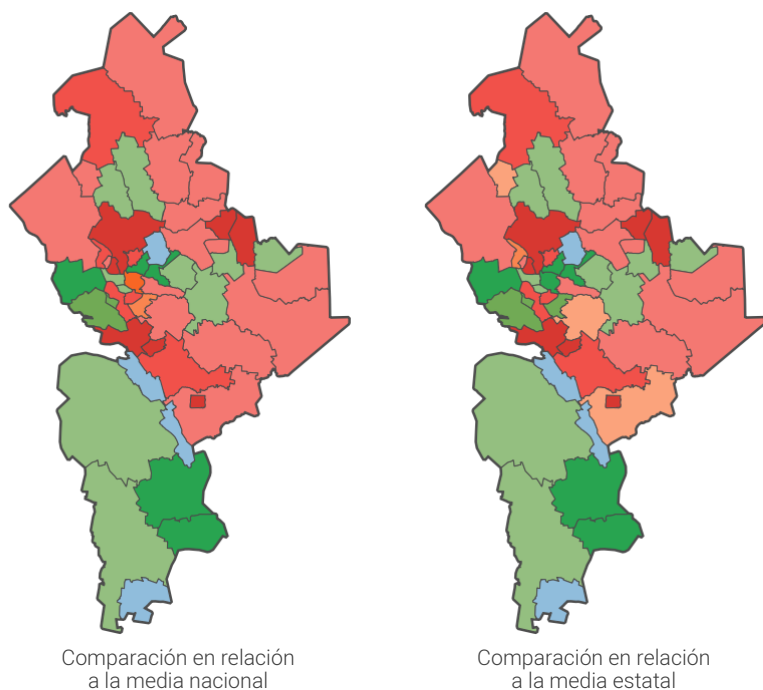 Comparación en relación
a la media nacional
Comparación en relación
a la media estatal